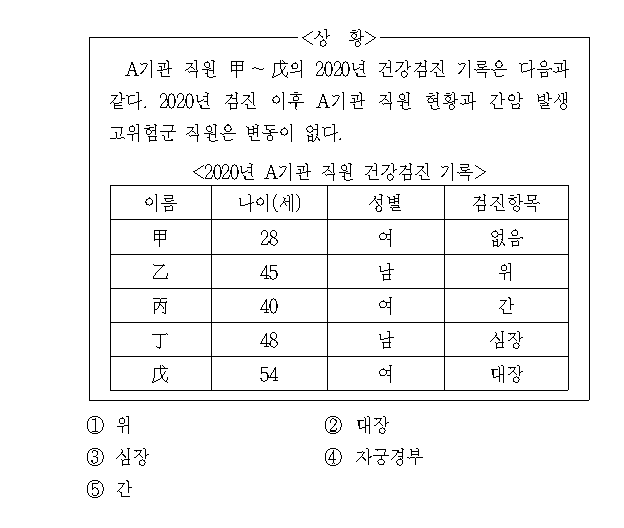 <상 황>
A기관 직원 甲～戊의 2020년 건강검진 기록은 다음과
같다. 2020년 검진 이후 A기관 직원 현황과 간암 발생
고위험군 직원은 변동이 없다.
<2020년 A기관 직원 건강검진 기록>
이름 나이(세) 성별 검진항목
甲 28 여 없음
乙 45 남 위
丙 40 여 간
丁 48 남 심장
戊 54 여 대장
① 위 ② 대장
③ 심장 ④ 자궁경부
⑤ 간